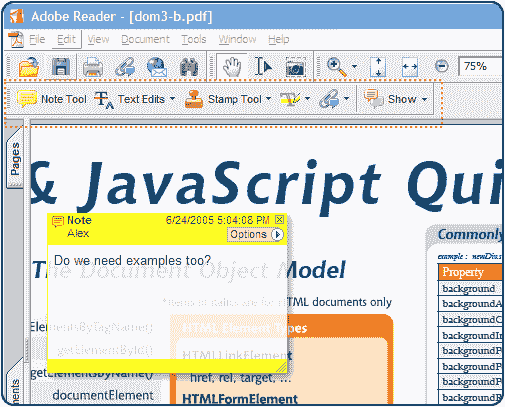 Adobe Reader - [dom3-b.pdf]
File Edit View Document Tools Window Help
75%
Note Tool Text Edits Stamp Tool Show
Pages
& JavaScript Qui
Note 6/24/2005 5:04:08 PM
Alex
Options
Do we need examples too?
The Document Object Model
*items in italics are for HTML documents only
ElementsByTagName()
getElementById()
getElementsbyName()
documentElement
HTML Element Types
HTMLLinkElement
href, rel, target, ...
HTMLFormElement
Commonly
example : newDiv.s
Property
background
backgroundA
backgroundC
backgroundIn
backgroundP
backgroundP
backgroundP
backgroundR